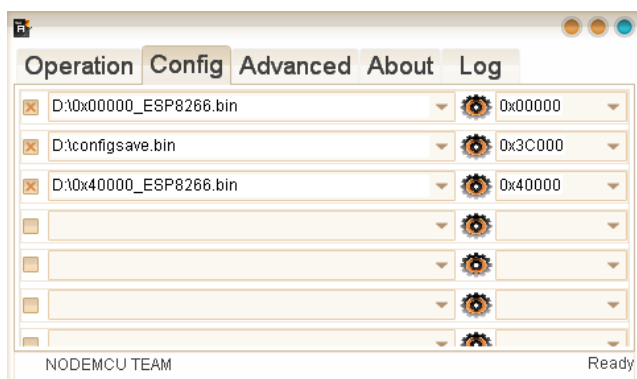 Operation Config Advanced About Log
D:\0x00000_ESP8266.bin 0x00000
D:\configsave.bin 0x3C000
D:\0x40000_ESP8266.bin 0x40000
NODEMCU TEAM Ready